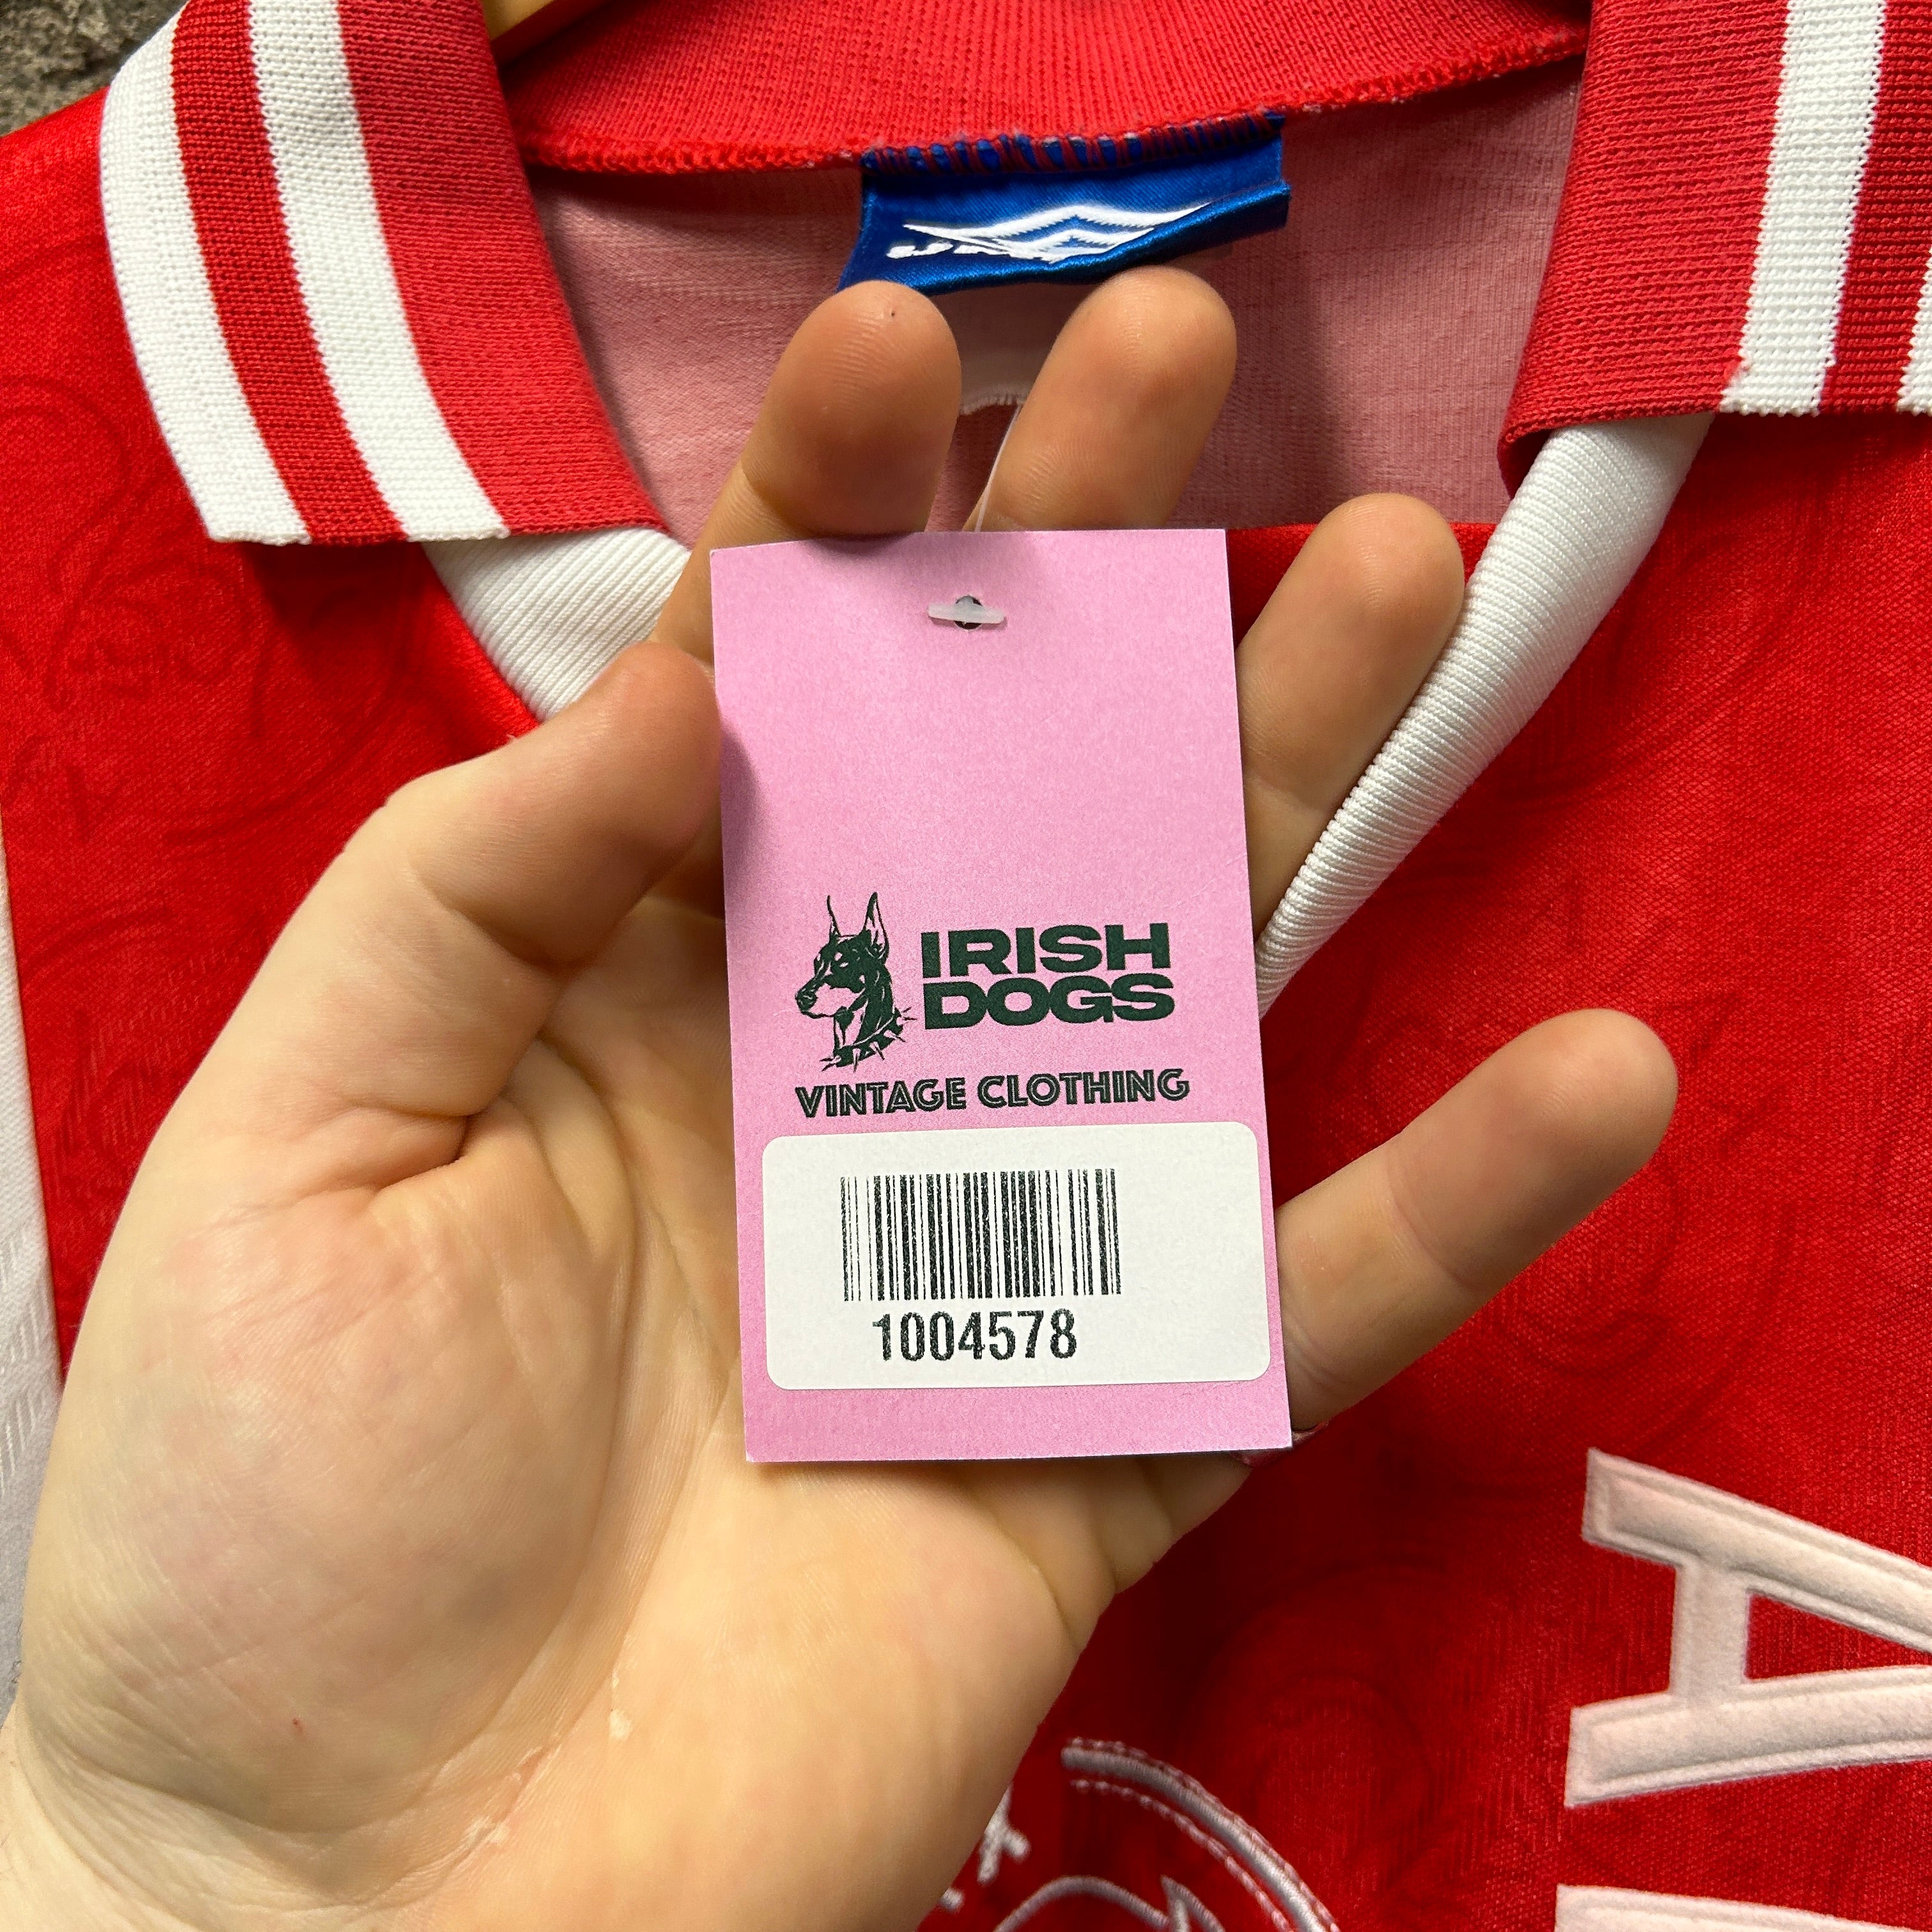 IRISH
DOGS
VINTAGE CLOTHING
1004578
A